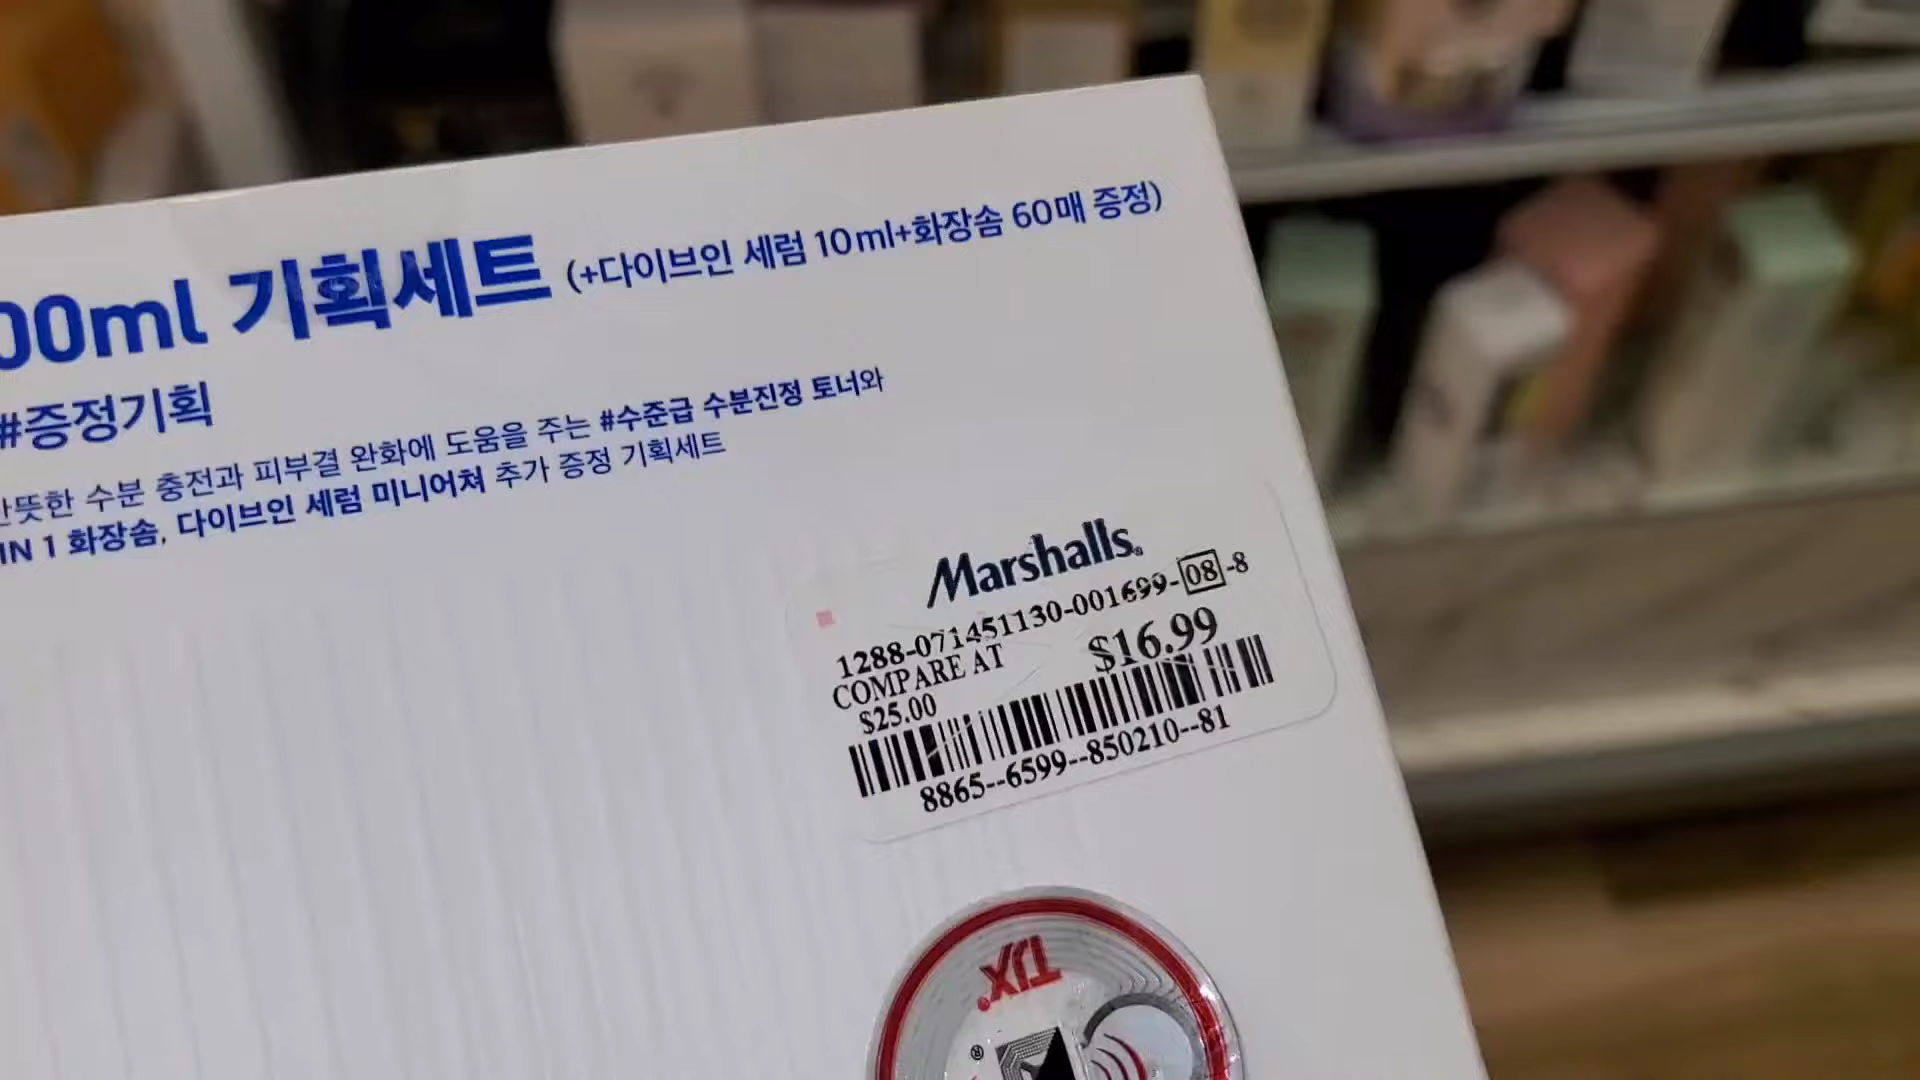 00ml 기획세트 (+다이브인 세럼 10ml+화장솜 60매 증정)
#증정기획
수분 충전과 피부결 완화에 도움을 주는 #수준급 수분진정 토너와
IN 1 화장솜, 다이브인 세럼 미니어쳐 추가 증정 기획세트
Marshalls.
1288-071451130-001699-08-8
COMPARE AT $16.99
$25.00
8865--6599--850210--81
TJX
®